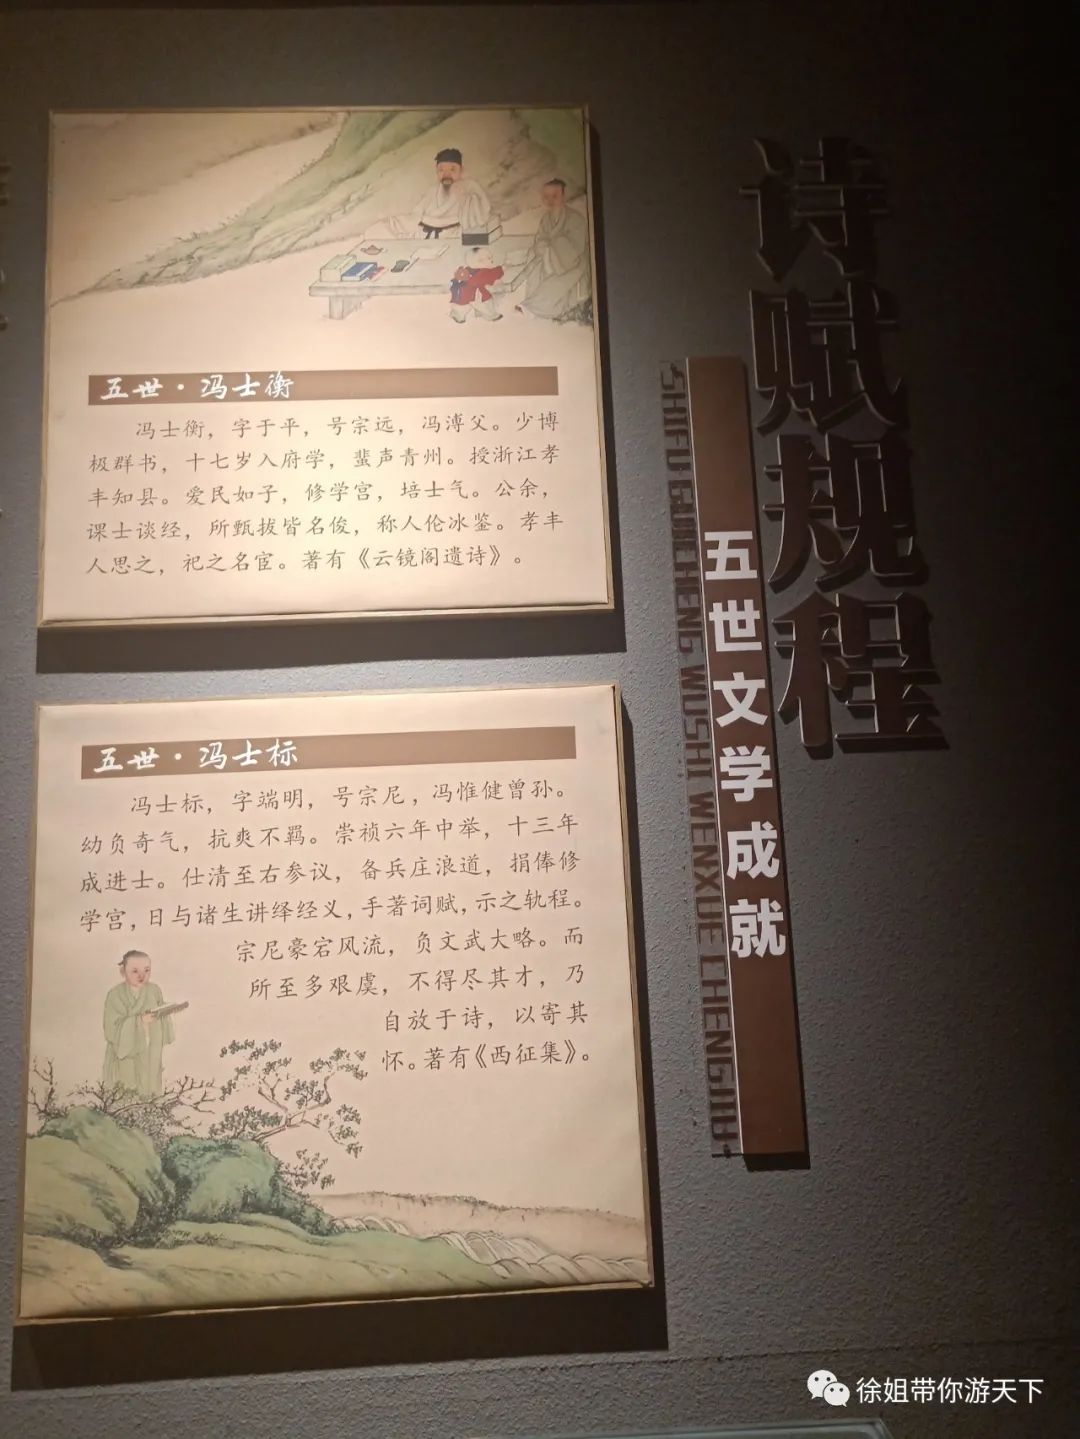 诗赋规程
五世文学成就
SHIFU GUICHENG WUSHI WENXUE CHENGJIU
五世·冯士衡
冯士衡，字于平，号宗远，冯溥父。少博
极群书，十七岁入府学，蜚声青州。授浙江孝
丰知县。爱民如子，修学宫，培士气。公余，
课士谈经，所甄拔皆名俊，称人伦冰鉴。孝丰
人思之，祀之名宦。著有《云镜阁遗诗》。
五世·冯士标
冯士标，字端明，号宗尼，冯惟健曾孙。
幼负奇气，抗爽不羁。崇祯六年中举，十三年
成进士。仕清至右参议，备兵庄浪道，捐俸修
学宫，日与诸生讲绎经义，手著词赋，示之轨程。
宗尼豪宕风流，负文武大略。而
所至多艰虞，不得尽其才，乃
自放于诗，以寄其
怀。著有《西征集》。
徐姐带你游天下